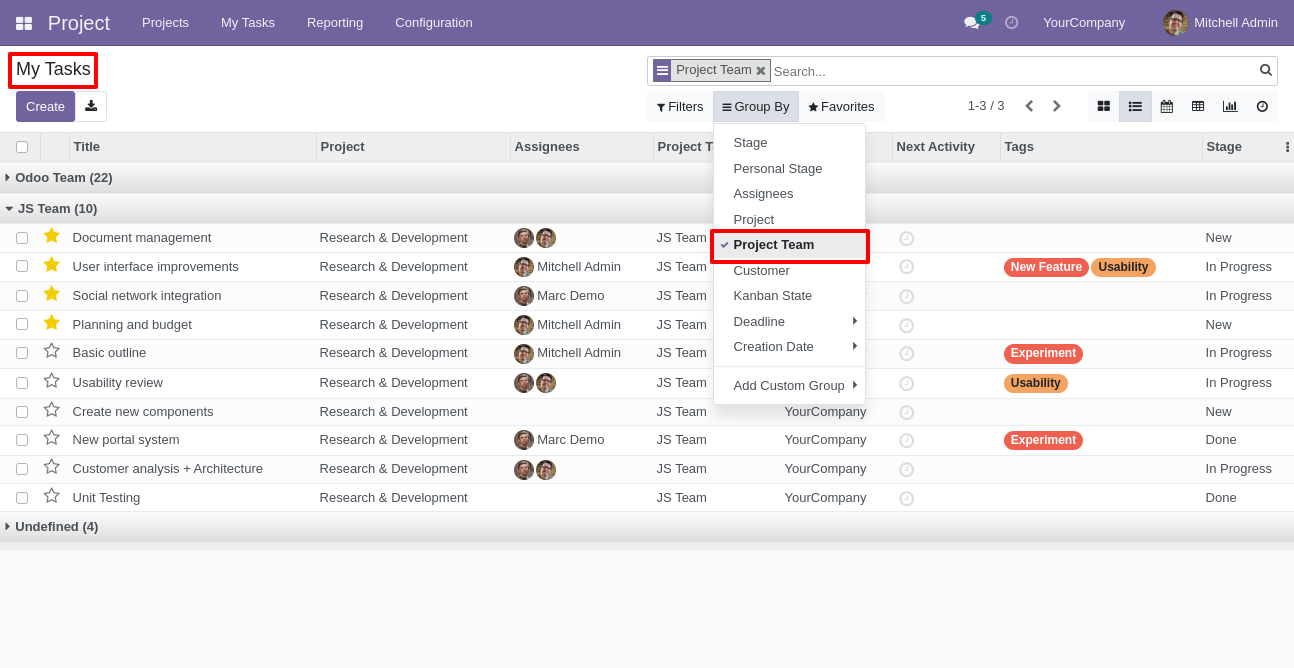 Project Projects My Tasks Reporting Configuration 5 YourCompany Mitchell Admin
My Tasks
Project Team Search...
Create Filters Group By Favorites 1-3 / 3
Title Project Assignees Project T Next Activity Tags Stage
Stage
Personal Stage
Assignees
Project
Project Team
Customer
Kanban State
Deadline
Creation Date
Add Custom Group
Odoo Team (22)
JS Team (10)
Document management Research & Development JS Team New
User interface improvements Research & Development Mitchell Admin JS Team New Feature Usability In Progress
Social network integration Research & Development Marc Demo JS Team In Progress
Planning and budget Research & Development Mitchell Admin JS Team New
Basic outline Research & Development Mitchell Admin JS Team Experiment In Progress
Usability review Research & Development JS Team Usability In Progress
Create new components Research & Development JS Team YourCompany New
New portal system Research & Development Marc Demo JS Team YourCompany Experiment Done
Customer analysis + Architecture Research & Development JS Team YourCompany In Progress
Unit Testing Research & Development JS Team YourCompany Done
Undefined (4)